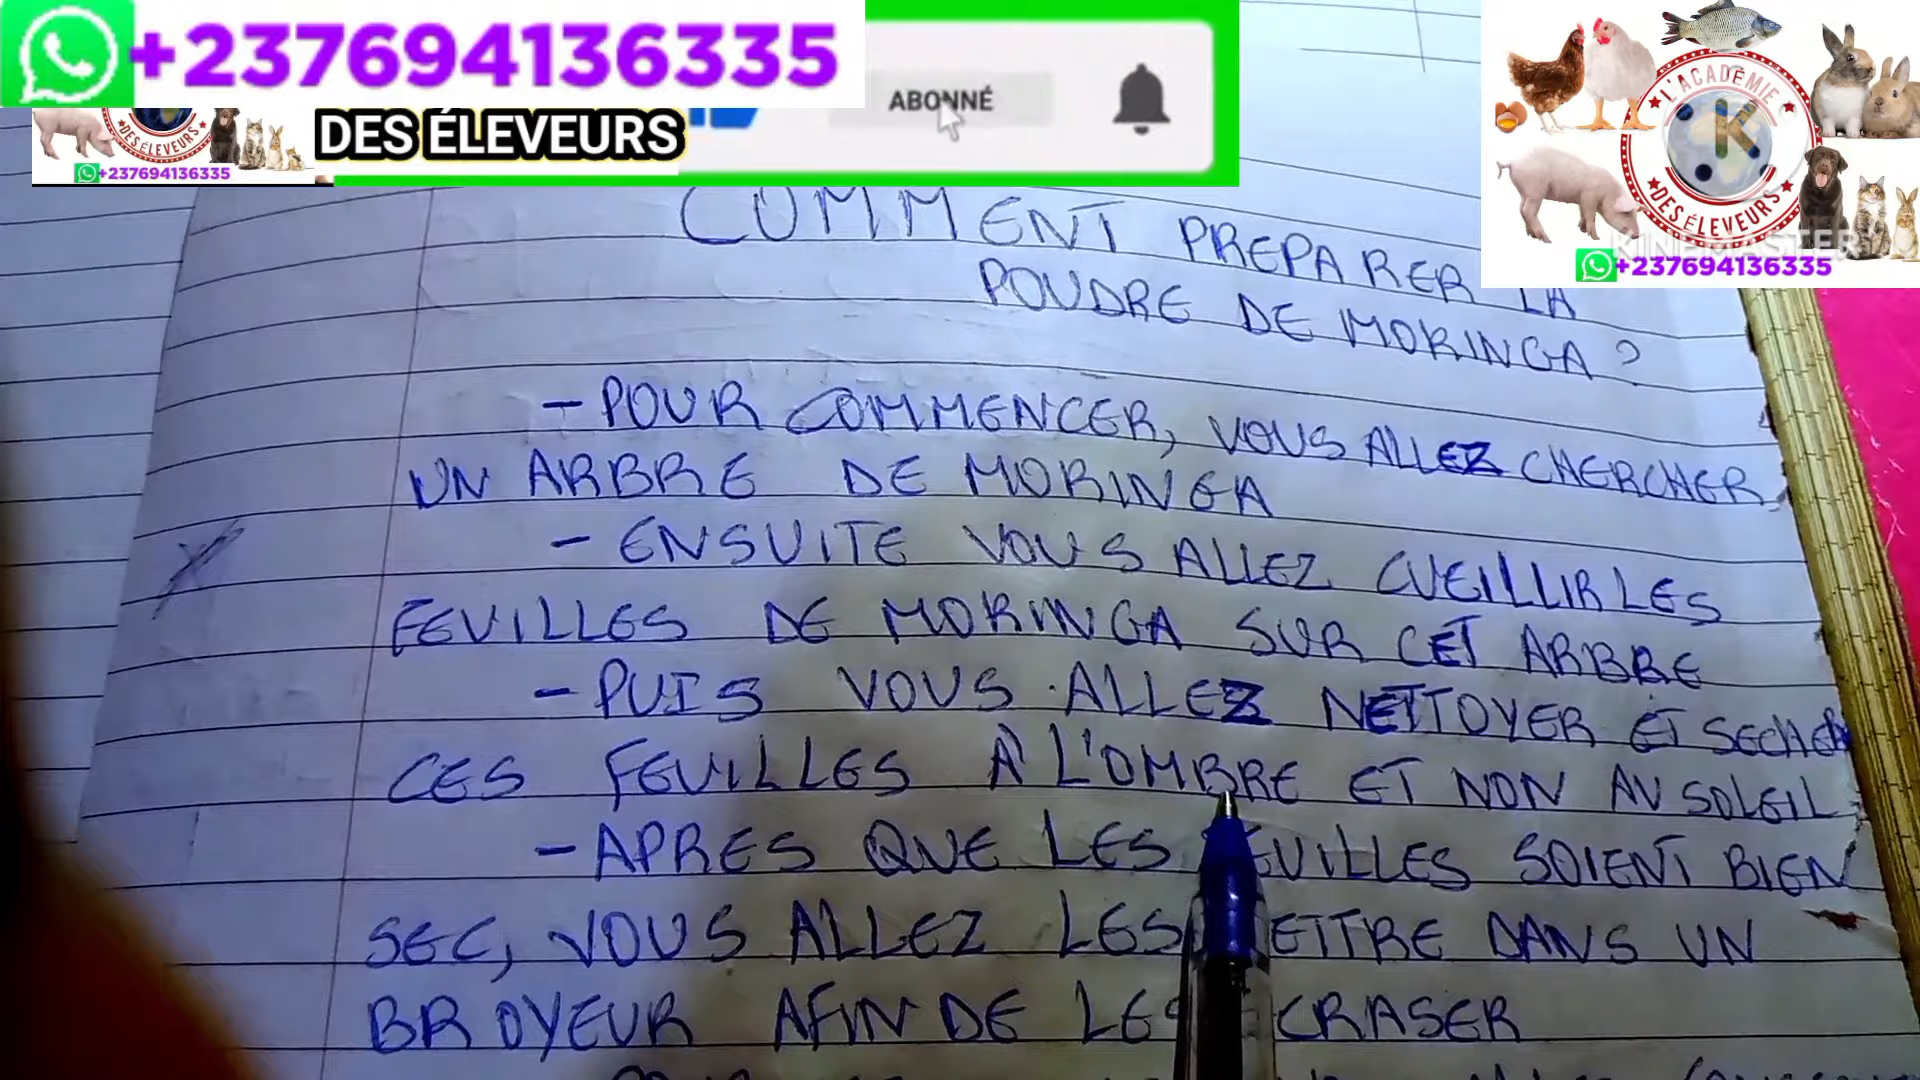 +237694136335
DES ÉLEVEURS
ABONNÉ
DES ÉLEVEURS
+237694136335
L'ACADÉMIE
K
DES ÉLEVEURS
KINEMASTER
+237694136335
COMMENT PREPARER LA
POUDRE DE MORINGA ?
- POUR COMMENCER, VOUS ALLEZ CHERCHER
UN ARBRE DE MORINGA
- ENSUITE VOUS ALLEZ CUEILLIR LES
FEUILLES DE MORINGA SUR CET ARBRE
- PUIS VOUS ALLEZ NETTOYER ET SECHER
CES FEUILLES À L'OMBRE ET NON AU SOLEIL
- APRES QUE LES EUILLES SOIENT BIEN
SEC, VOUS ALLEZ LES ETTRE DANS UN
BROYEUR AFIN DE LES CRASER